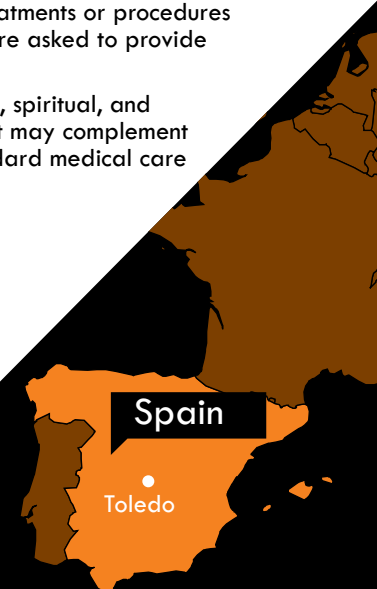 atments or procedures
re asked to provide
, spiritual, and
t may complement
dard medical care
Spain
Toledo